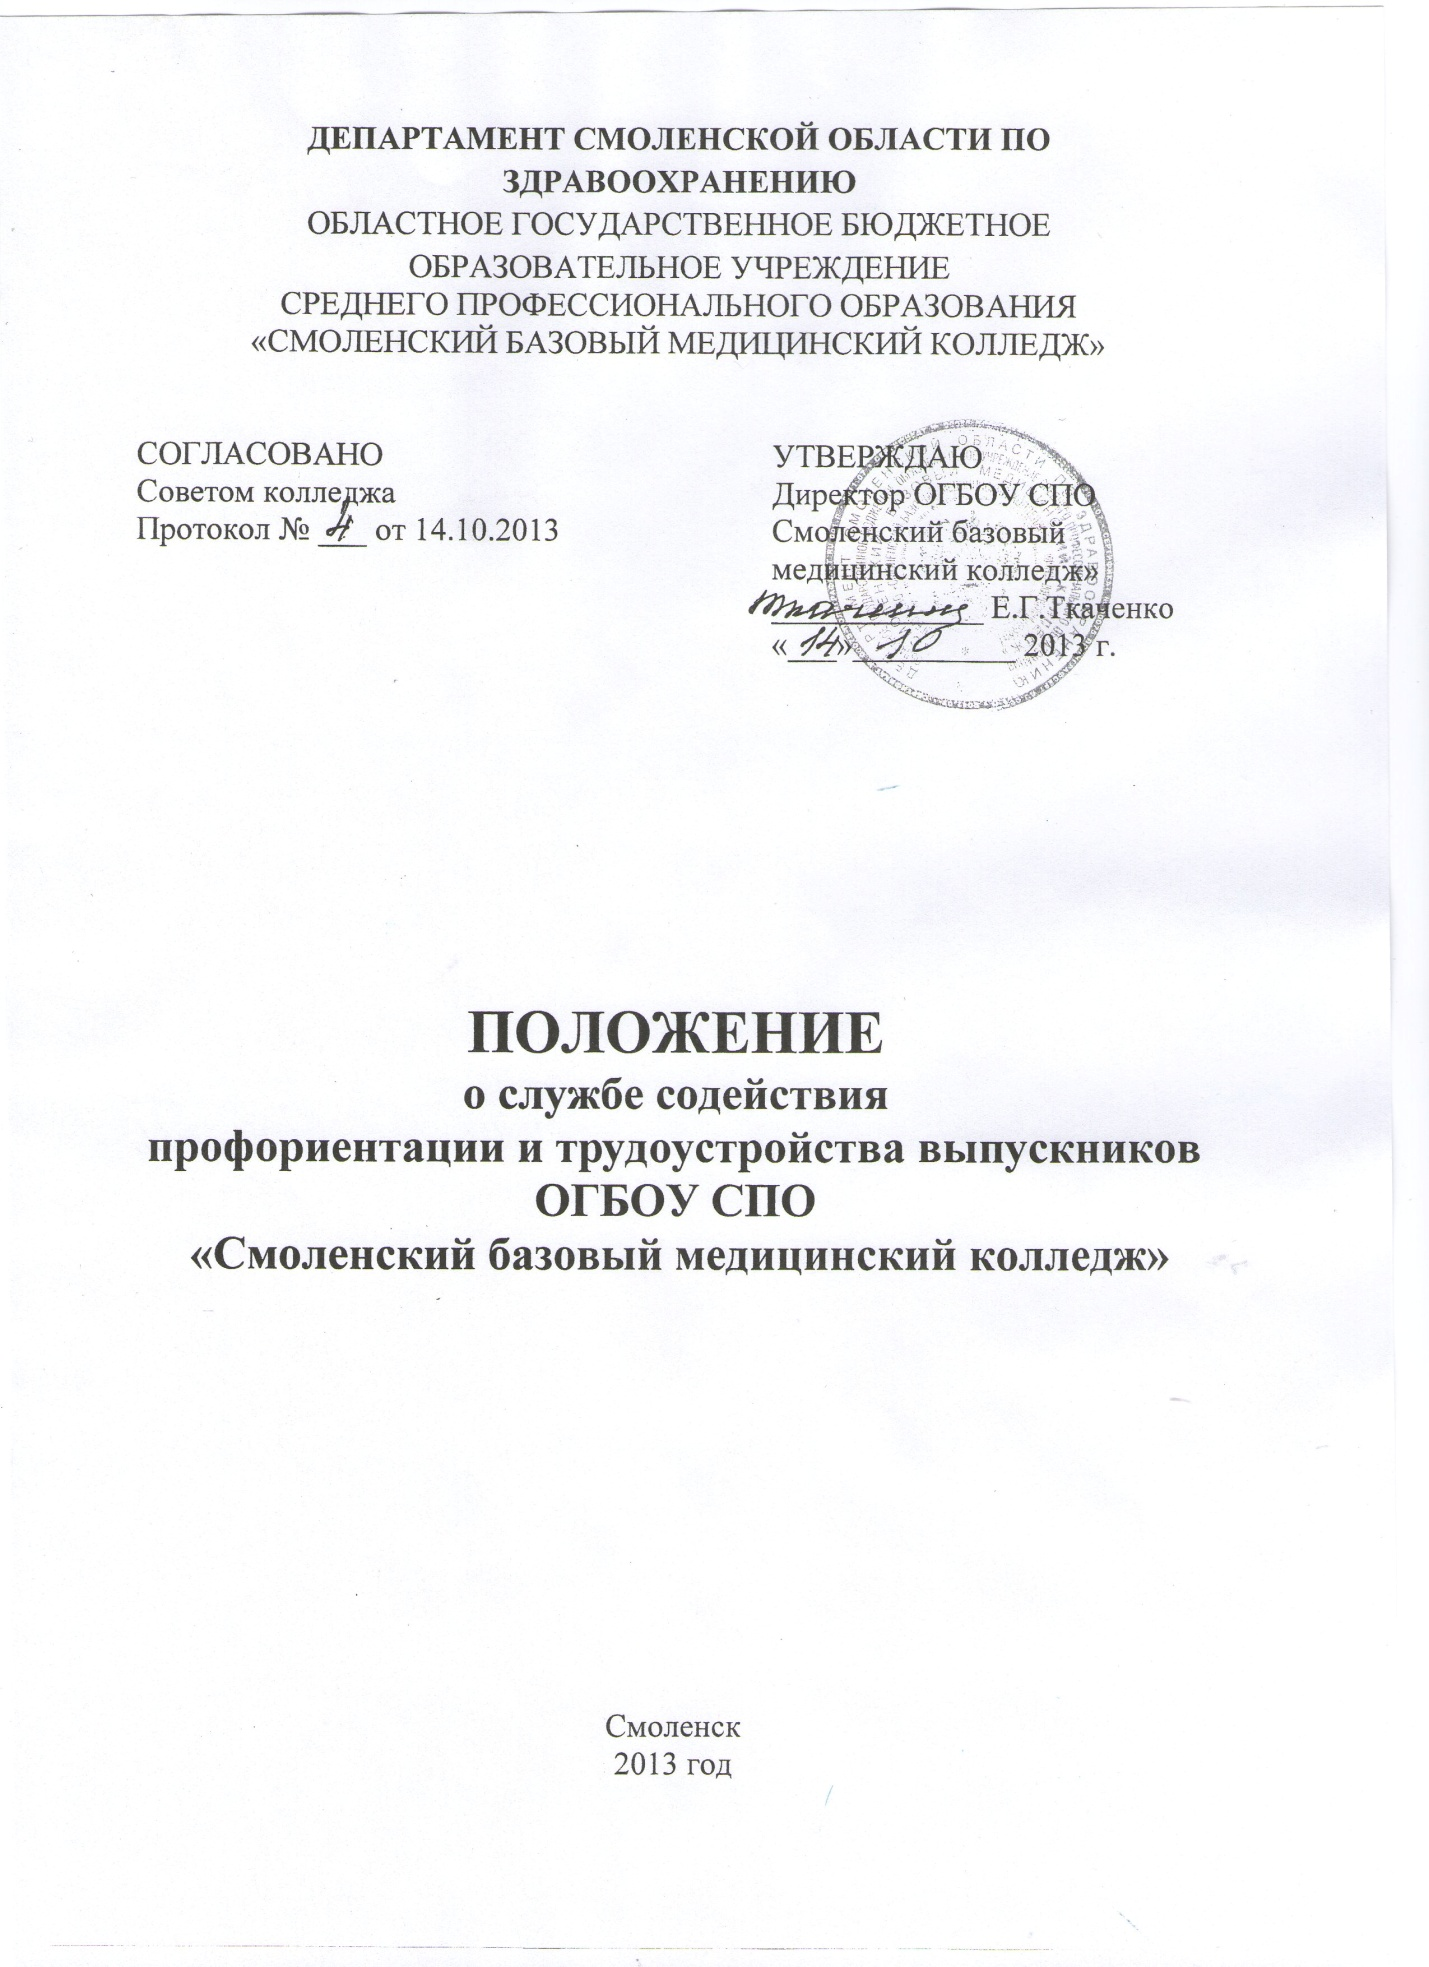 ДЕПАРТАМЕНТ СМОЛЕНСКОЙ ОБЛАСТИ ПО
ЗДРАВООХРАНЕНИЮ
ОБЛАСТНОЕ ГОСУДАРСТВЕННОЕ БЮДЖЕТНОЕ
ОБРАЗОВАТЕЛЬНОЕ УЧРЕЖДЕНИЕ
СРЕДНЕГО ПРОФЕССИОНАЛЬНОГО ОБРАЗОВАНИЯ
«СМОЛЕНСКИЙ БАЗОВЫЙ МЕДИЦИНСКИЙ КОЛЛЕДЖ»
СОГЛАСОВАНО
Советом колледжа
Протокол № 4 от 14.10.2013
УТВЕРЖДАЮ
Директор ОГБОУ СПО
Смоленский базовый
медицинский колледж»
Е.Г.Ткаченко
«14» 10 2013 г.
ПОЛОЖЕНИЕ
о службе содействия
профориентации и трудоустройства выпускников
ОГБОУ СПО
«Смоленский базовый медицинский колледж»
Смоленск
2013 год